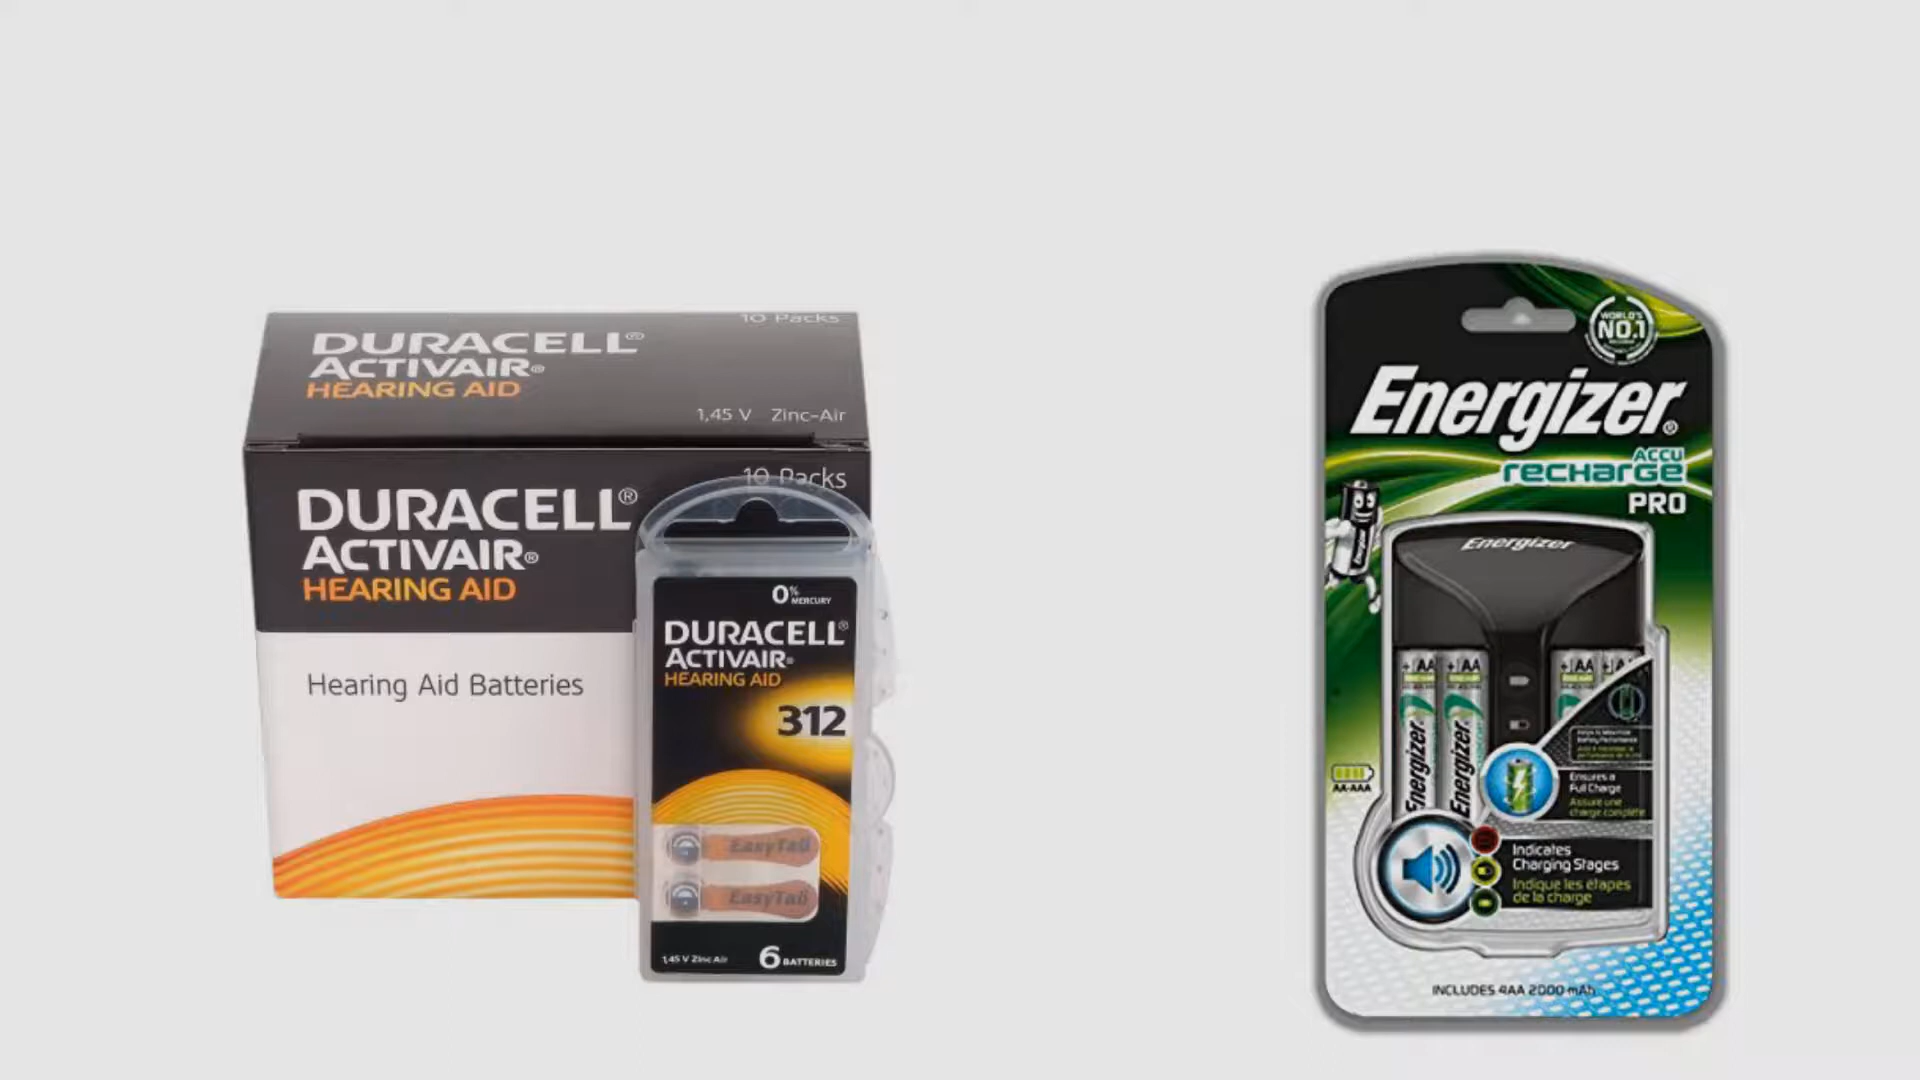 10 Packs
DURACELL®
ACTIVAIR®
HEARING AID
1,45 V Zinc-Air
10 Packs
DURACELL®
ACTIVAIR®
HEARING AID
Hearing Aid Batteries
0% MERCURY
DURACELL®
ACTIVAIR®
HEARING AID
312
EasyTab
EasyTab
1,45 V Zinc Air
6 BATTERIES
WORLD'S
NO.1
Energizer®
ACCU
recharge
PRO
Energizer
+ AA + AA
+ AA + A
Energizer
Energizer
Energizer
AA-AAA
Ensures a
Full Charge
Assure une
charge complète
Indicates
Charging Stages
Indique les étapes
de la charge
INCLUDES 4AA 2000 mAh